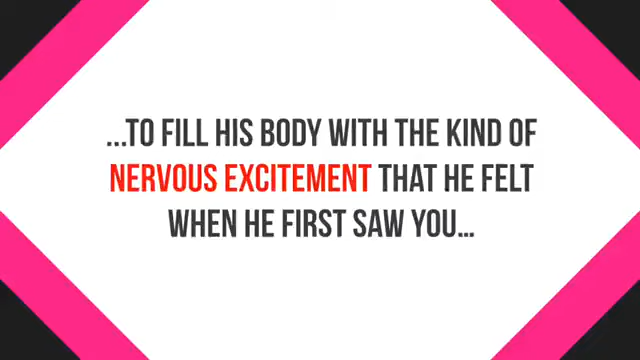 ...TO FILL HIS BODY WITH THE KIND OF
NERVOUS EXCITEMENT THAT HE FELT
WHEN HE FIRST SAW YOU...